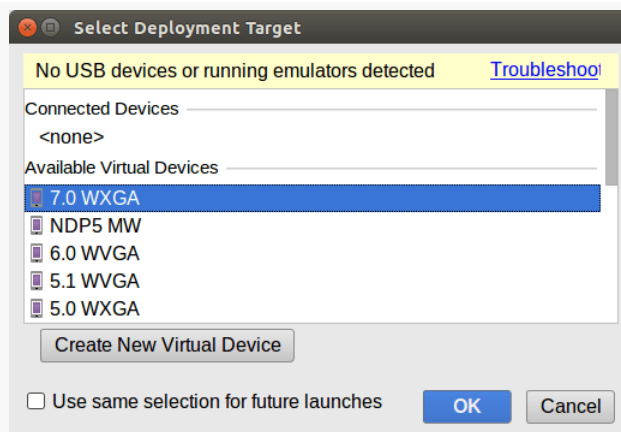 Select Deployment Target
No USB devices or running emulators detected Troubleshoot
Connected Devices
<none>
Available Virtual Devices
7.0 WXGA
NDP5 MW
6.0 WVGA
5.1 WVGA
5.0 WXGA
Create New Virtual Device
Use same selection for future launches OK Cancel